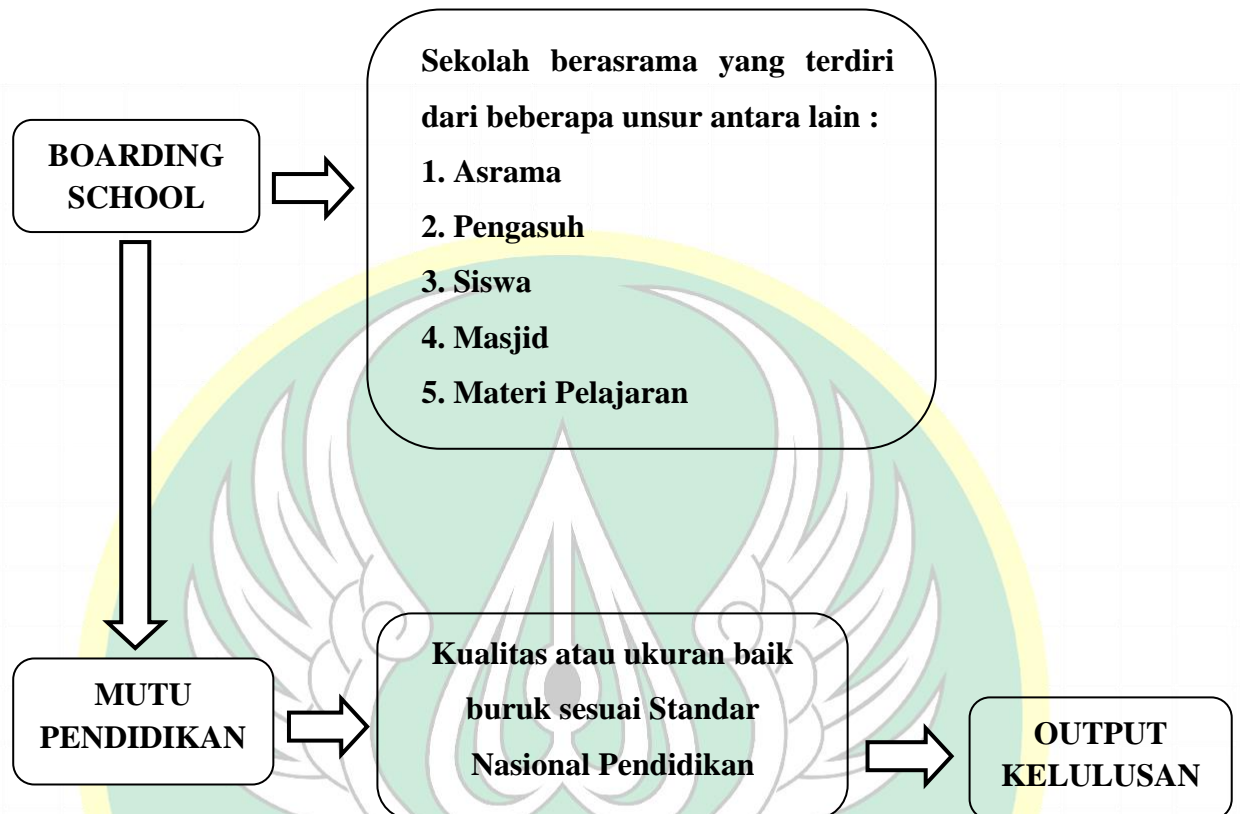 BOARDING
SCHOOL
Sekolah berasrama yang terdiri
dari beberapa unsur antara lain :
1. Asrama
2. Pengasuh
3. Siswa
4. Masjid
5. Materi Pelajaran
MUTU
PENDIDIKAN
Kualitas atau ukuran baik
buruk sesuai Standar
Nasional Pendidikan
OUTPUT
KELULUSAN